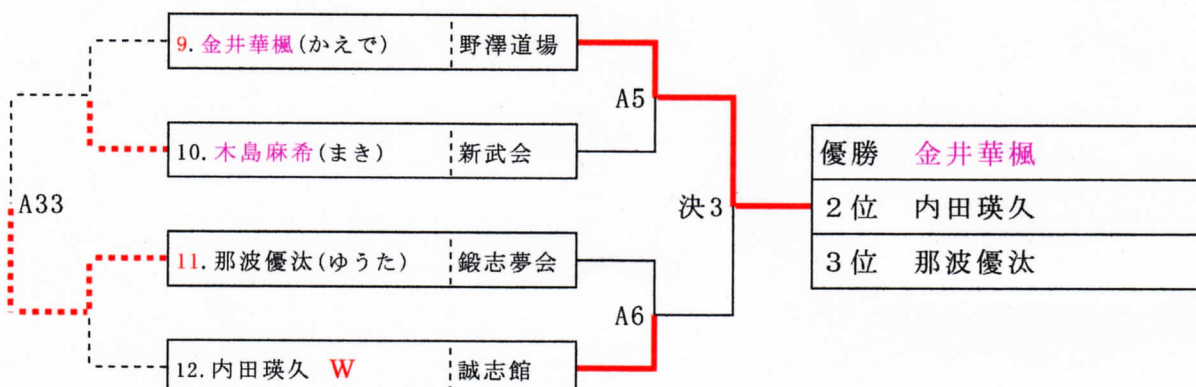 9. 金井華楓(かえで) 野澤道場
A5
10. 木島麻希(まき) 新武会
A33
決3
11. 那波優汰(ゆうた) 鍛志夢会
A6
12. 内田瑛久 W 誠志館
優勝 金井華楓
2位 内田瑛久
3位 那波優汰